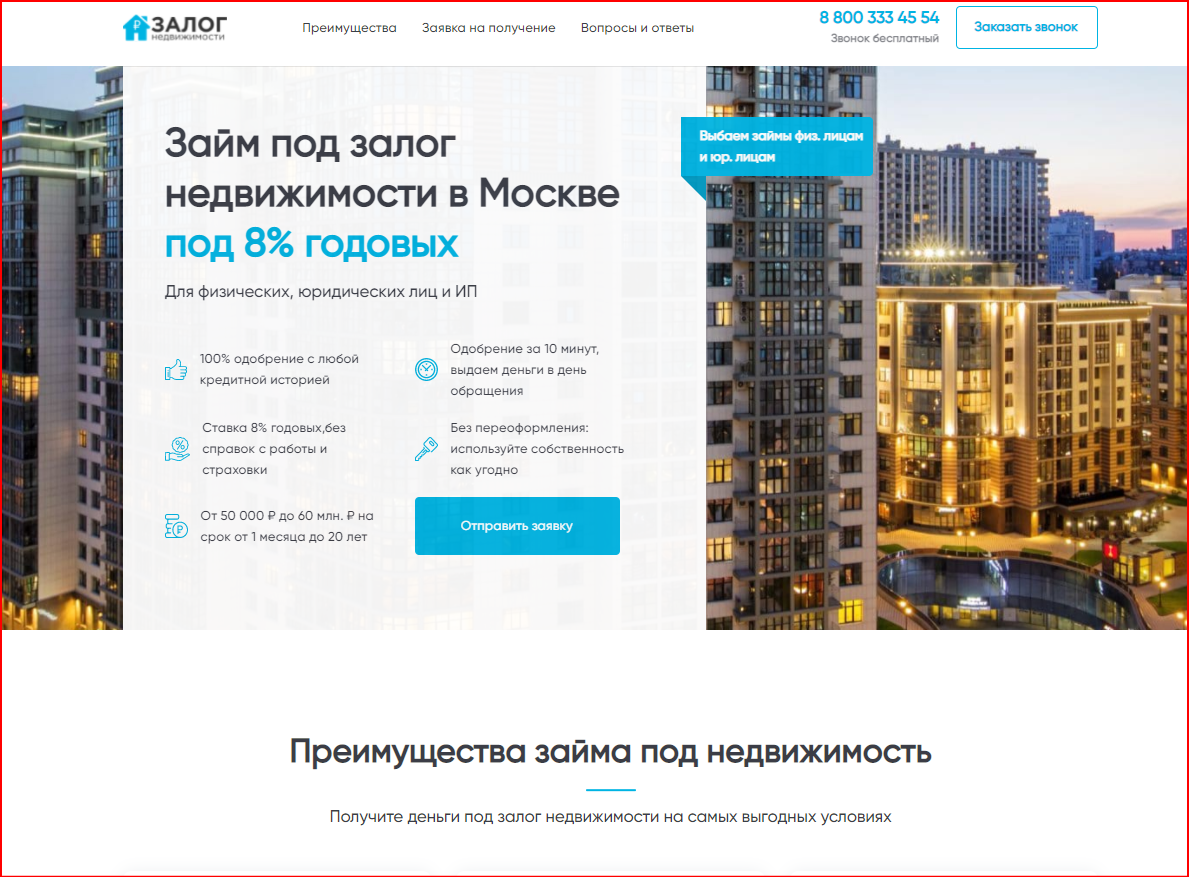 ЗАЛОГ
недвижимости
Преимущества
Заявка на получение
Вопросы и ответы
8 800 333 45 54
Звонок бесплатный
Заказать звонок
Займ под залог
недвижимости в Москве
под 8% годовых
Для физических, юридических лиц и ИП
Выбаем займы физ. лицам
и юр. лицам
100% одобрение с любой
кредитной историей
Одобрение за 10 минут,
выдаем деньги в день
обращения
Ставка 8% годовых,без
справок с работы и
страховки
Без переоформления:
используйте собственность
как угодно
От 50 000 ₽ до 60 млн. ₽ на
срок от 1 месяца до 20 лет
Отправить заявку
Преимущества займа под недвижимость
Получите деньги под залог недвижимости на самых выгодных условиях